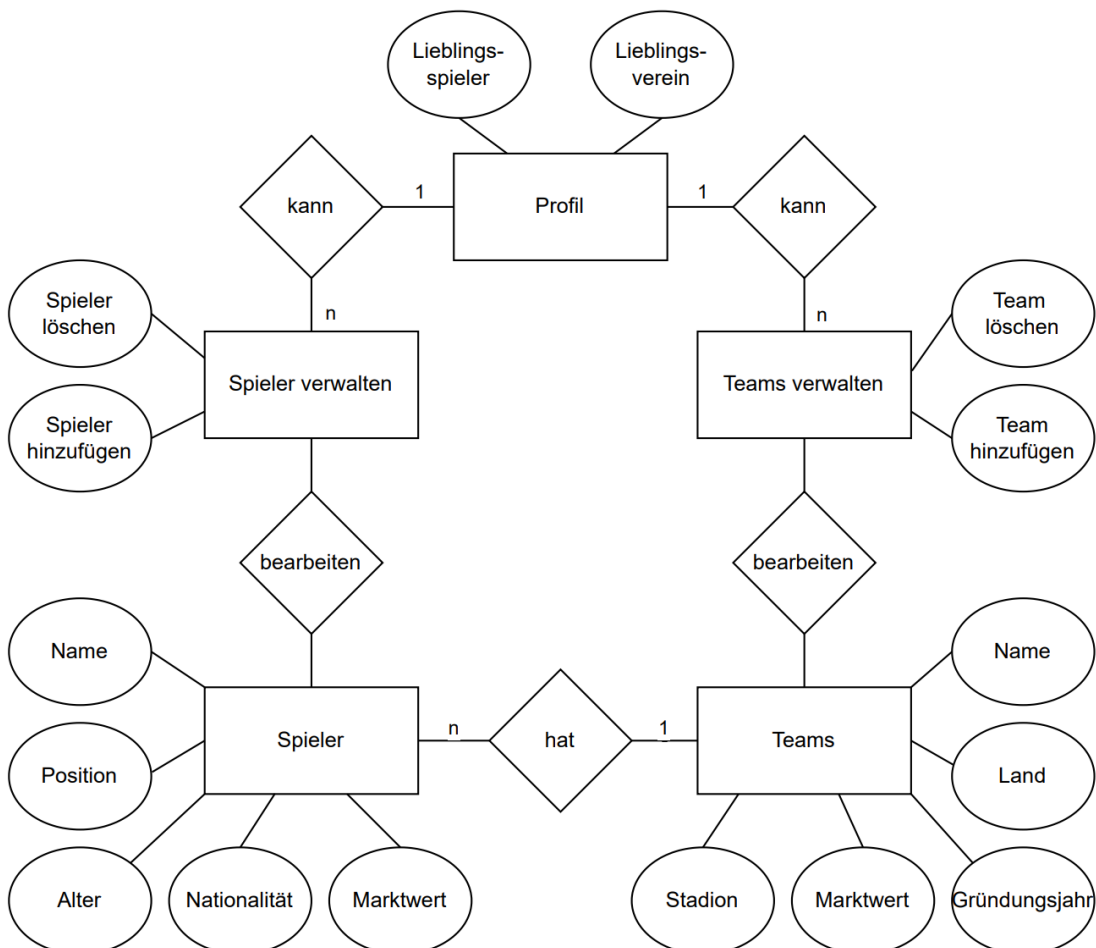 Lieblings-
spieler
Lieblings-
verein
kann
1
Profil
1
kann
Spieler
löschen
n
n
Team
löschen
Spieler verwalten
Teams verwalten
Spieler
hinzufügen
Team
hinzufügen
bearbeiten
bearbeiten
Name
Name
Spieler
n
hat
1
Teams
Position
Land
Alter
Nationalität
Marktwert
Stadion
Marktwert
Gründungsjahr